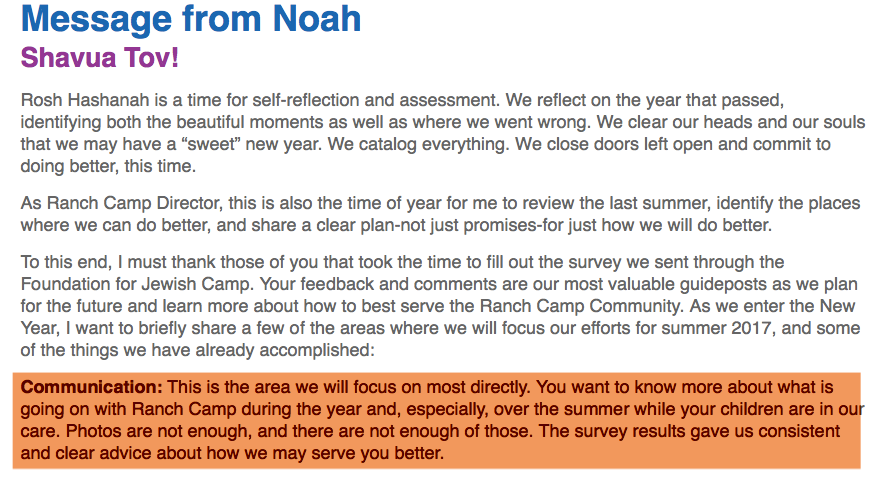 Message from Noah
Shavua Tov!
Rosh Hashanah is a time for self-reflection and assessment. We reflect on the year that passed,
identifying both the beautiful moments as well as where we went wrong. We clear our heads and our souls
that we may have a “sweet” new year. We catalog everything. We close doors left open and commit to
doing better, this time.
As Ranch Camp Director, this is also the time of year for me to review the last summer, identify the places
where we can do better, and share a clear plan-not just promises-for just how we will do better.
To this end, I must thank those of you that took the time to fill out the survey we sent through the
Foundation for Jewish Camp. Your feedback and comments are our most valuable guideposts as we plan
for the future and learn more about how to best serve the Ranch Camp Community. As we enter the New
Year, I want to briefly share a few of the areas where we will focus our efforts for summer 2017, and some
of the things we have already accomplished:
Communication: This is the area we will focus on most directly. You want to know more about what is
going on with Ranch Camp during the year and, especially, over the summer while your children are in our
care. Photos are not enough, and there are not enough of those. The survey results gave us consistent
and clear advice about how we may serve you better.